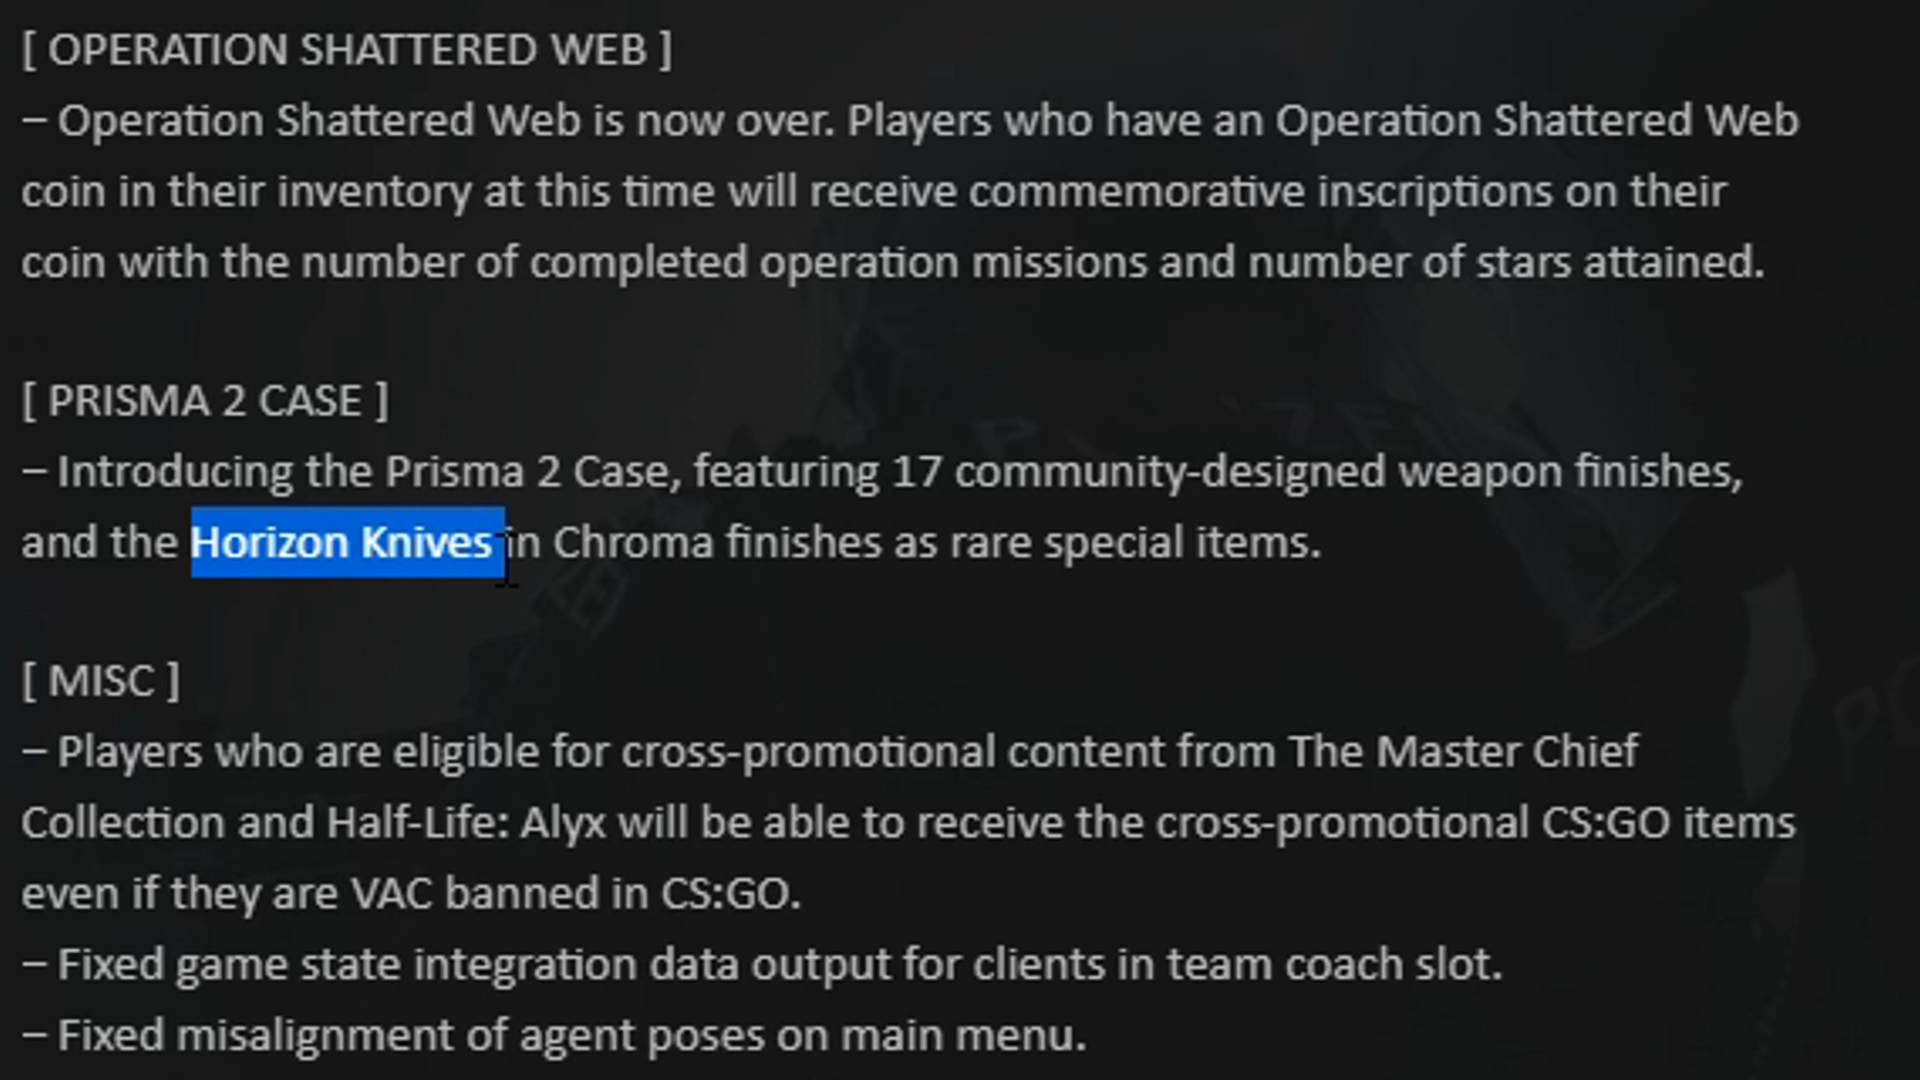 [ OPERATION SHATTERED WEB ]
– Operation Shattered Web is now over. Players who have an Operation Shattered Web
coin in their inventory at this time will receive commemorative inscriptions on their
coin with the number of completed operation missions and number of stars attained.
[ PRISMA 2 CASE ]
– Introducing the Prisma 2 Case, featuring 17 community-designed weapon finishes,
and the Horizon Knives in Chroma finishes as rare special items.
[ MISC ]
– Players who are eligible for cross-promotional content from The Master Chief
Collection and Half-Life: Alyx will be able to receive the cross-promotional CS:GO items
even if they are VAC banned in CS:GO.
– Fixed game state integration data output for clients in team coach slot.
– Fixed misalignment of agent poses on main menu.